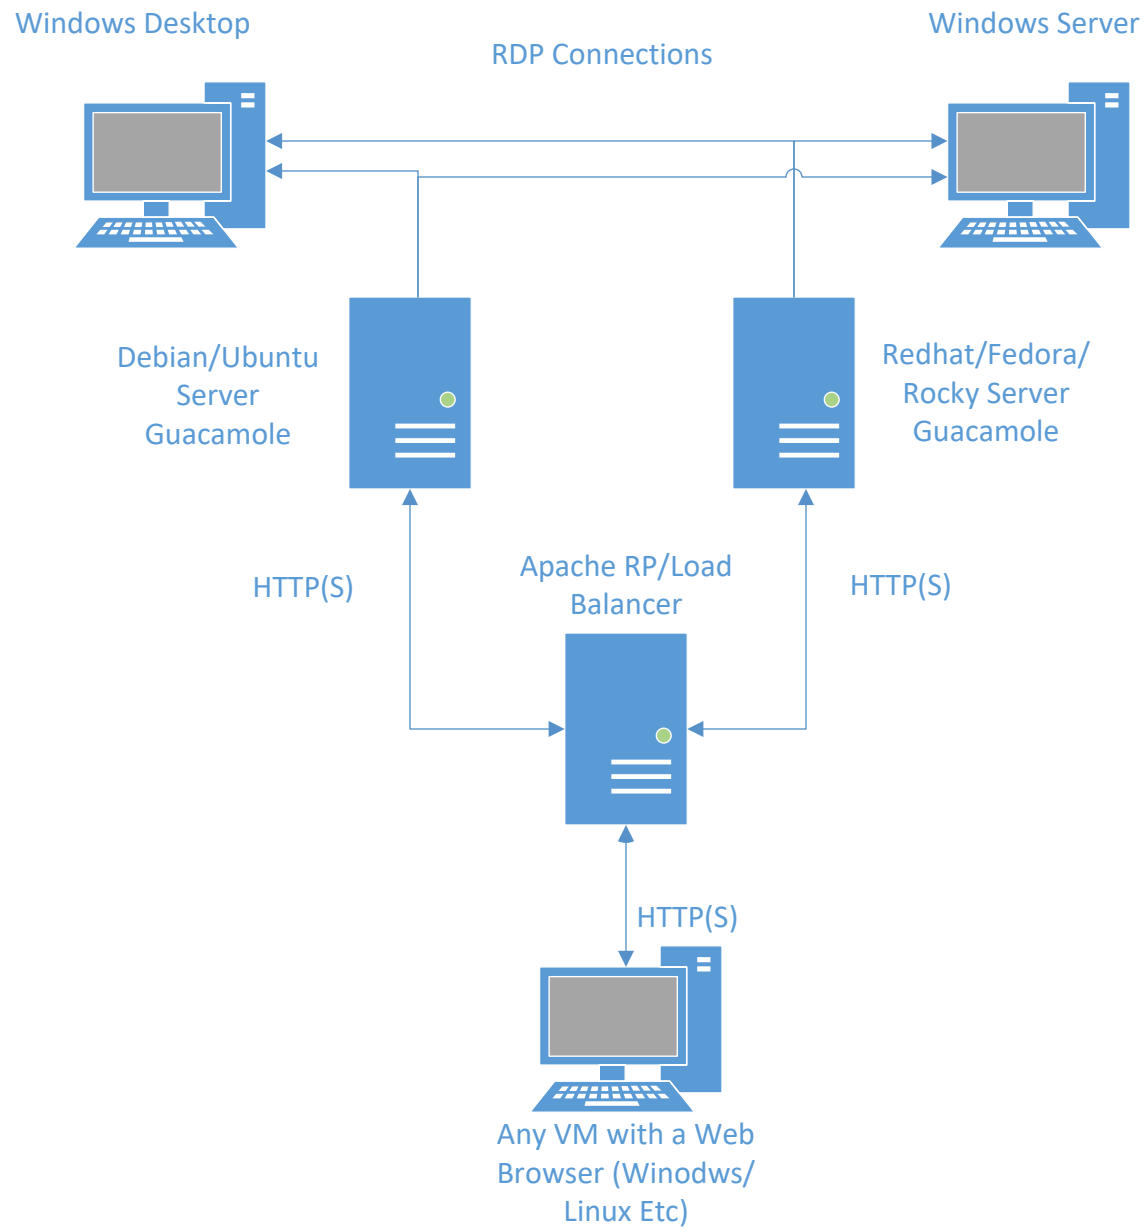 Windows Desktop
Windows Server
RDP Connections
Debian/Ubuntu
Server
Guacamole
Redhat/Fedora/
Rocky Server
Guacamole
HTTP(S)
Apache RP/Load
Balancer
HTTP(S)
HTTP(S)
Any VM with a Web
Browser (Winodws/
Linux Etc)